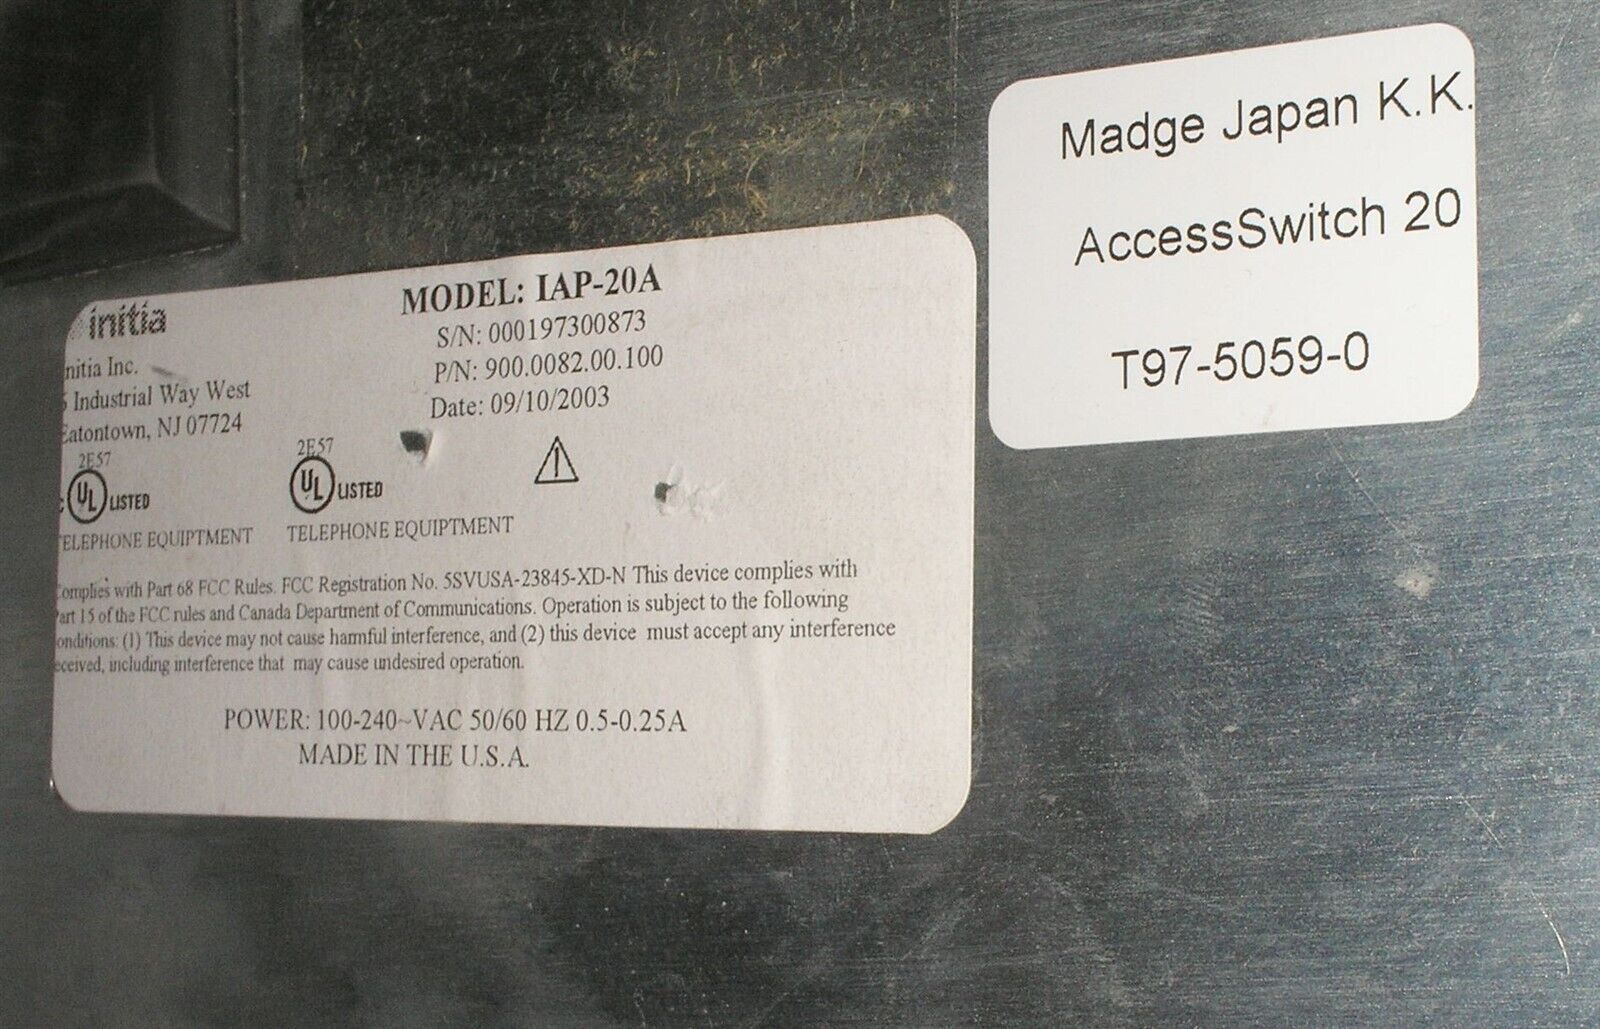 initia
nitia Inc.
5 Industrial Way West
Eatontown, NJ 07724
MODEL: IAP-20A
S/N: 000197300873
P/N: 900.0082.00.100
Date: 09/10/2003
2E57
c UL LISTED
TELEPHONE EQUIPTMENT
2E57
UL LISTED
TELEPHONE EQUIPTMENT
Complies with Part 68 FCC Rules. FCC Registration No. 5SVUSA-23845-XD-N This device complies with
Part 15 of the FCC rules and Canada Department of Communications. Operation is subject to the following
onditions: (1) This device may not cause harmful interference, and (2) this device must accept any interference
eceived, including interference that may cause undesired operation.
POWER: 100-240~VAC 50/60 HZ 0.5-0.25A
MADE IN THE U.S.A.
Madge Japan K.K.
AccessSwitch 20
T97-5059-0